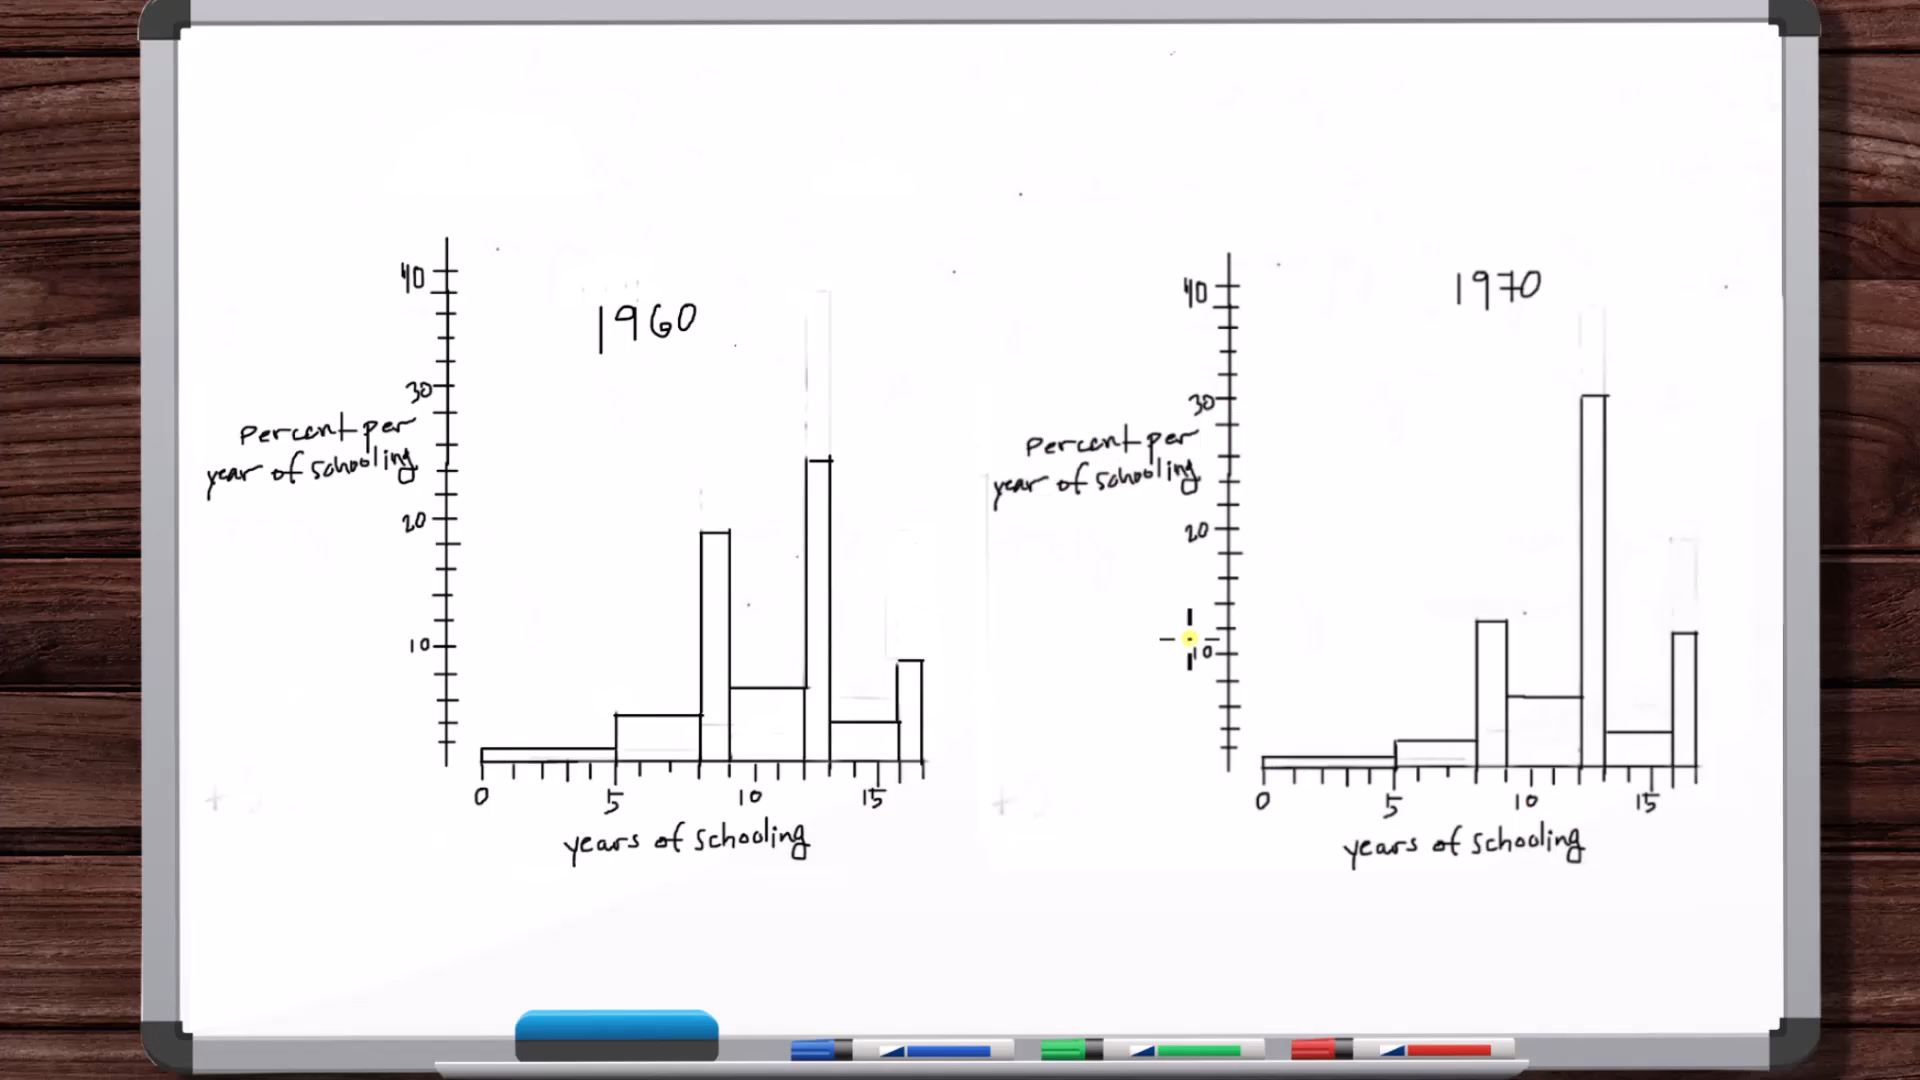 1960
40
30
Percent per
year of schooling
20
10
0 5 10 15
years of schooling
1970
40
30
Percent per
year of schooling
20
10
0 5 10 15
years of schooling